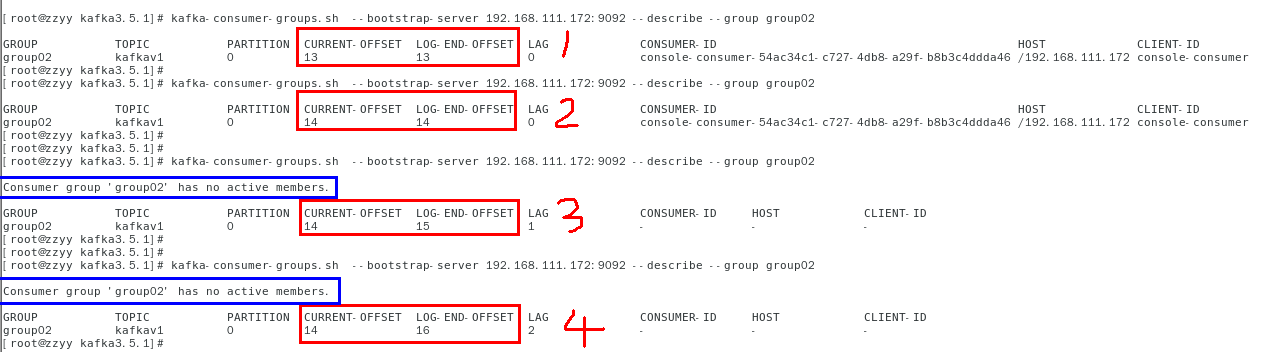 [root@zzyy kafka3.5.1]# kafka-consumer-groups.sh --bootstrap-server 192.168.111.172:9092 --describe --group group02
GROUP TOPIC PARTITION CURRENT-OFFSET LOG-END-OFFSET LAG CONSUMER-ID HOST CLIENT-ID
group02 kafkav1 0 13 13 0 console-consumer-54ac34c1-c727-4db8-a29f-b8b3c4ddda46 /192.168.111.172 console-consumer
1
[root@zzyy kafka3.5.1]#
[root@zzyy kafka3.5.1]# kafka-consumer-groups.sh --bootstrap-server 192.168.111.172:9092 --describe --group group02
GROUP TOPIC PARTITION CURRENT-OFFSET LOG-END-OFFSET LAG CONSUMER-ID HOST CLIENT-ID
group02 kafkav1 0 14 14 0 console-consumer-54ac34c1-c727-4db8-a29f-b8b3c4ddda46 /192.168.111.172 console-consumer
2
[root@zzyy kafka3.5.1]#
[root@zzyy kafka3.5.1]#
[root@zzyy kafka3.5.1]# kafka-consumer-groups.sh --bootstrap-server 192.168.111.172:9092 --describe --group group02
Consumer group 'group02' has no active members.
GROUP TOPIC PARTITION CURRENT-OFFSET LOG-END-OFFSET LAG CONSUMER-ID HOST CLIENT-ID
group02 kafkav1 0 14 15 1 - - -
3
[root@zzyy kafka3.5.1]#
[root@zzyy kafka3.5.1]#
[root@zzyy kafka3.5.1]# kafka-consumer-groups.sh --bootstrap-server 192.168.111.172:9092 --describe --group group02
Consumer group 'group02' has no active members.
GROUP TOPIC PARTITION CURRENT-OFFSET LOG-END-OFFSET LAG CONSUMER-ID HOST CLIENT-ID
group02 kafkav1 0 14 16 2 - - -
4
[root@zzyy kafka3.5.1]#